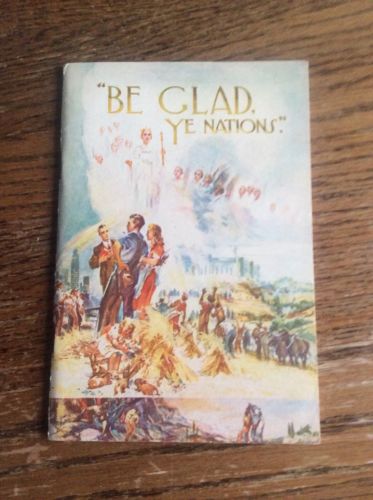 "BE GLAD,
YE NATIONS."